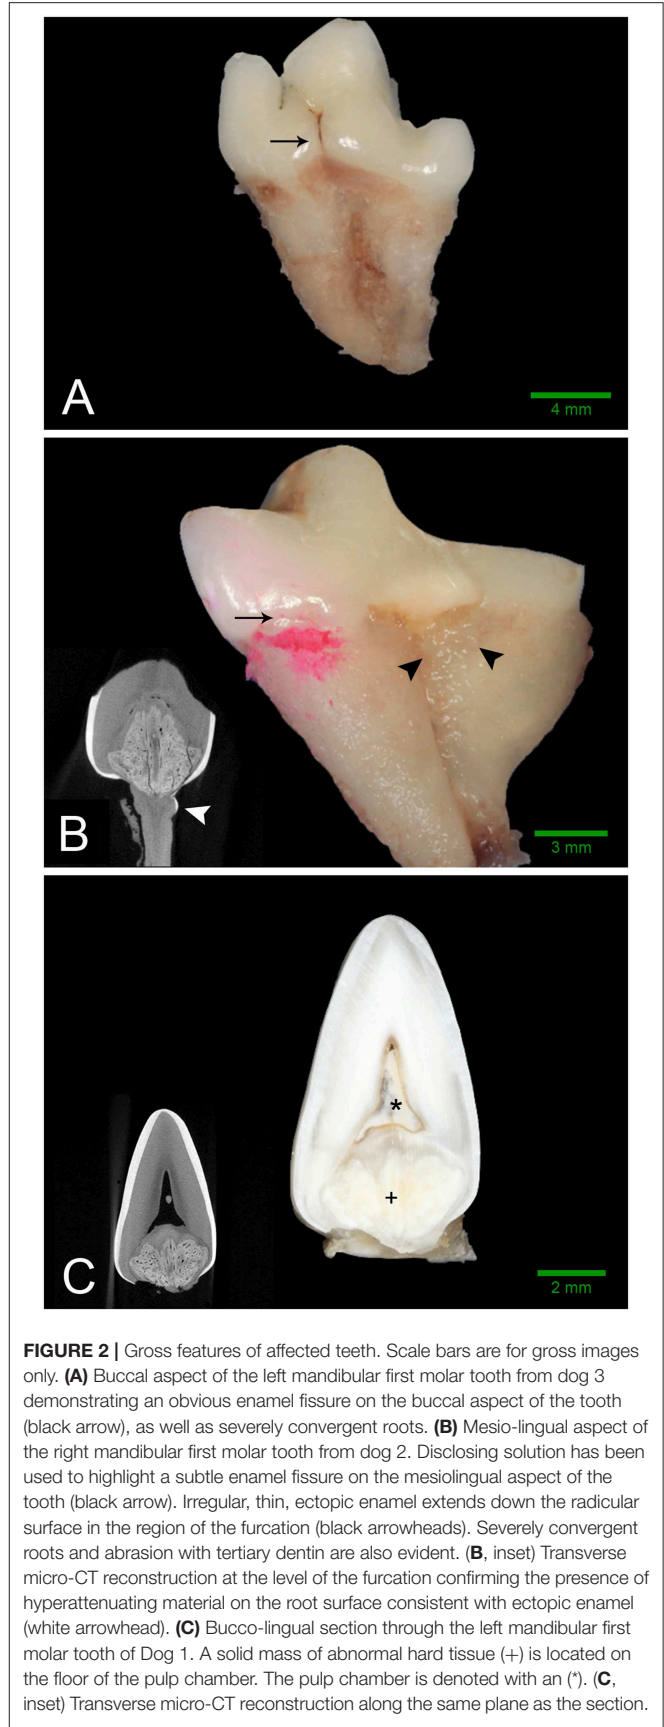 A
4 mm
B
3 mm
*
+
C
2 mm
FIGURE 2 | Gross features of affected teeth. Scale bars are for gross images
only. (A) Buccal aspect of the left mandibular first molar tooth from dog 3
demonstrating an obvious enamel fissure on the buccal aspect of the tooth
(black arrow), as well as severely convergent roots. (B) Mesio-lingual aspect of
the right mandibular first molar tooth from dog 2. Disclosing solution has been
used to highlight a subtle enamel fissure on the mesiolingual aspect of the
tooth (black arrow). Irregular, thin, ectopic enamel extends down the radicular
surface in the region of the furcation (black arrowheads). Severely convergent
roots and abrasion with tertiary dentin are also evident. (B, inset) Transverse
micro-CT reconstruction at the level of the furcation confirming the presence of
hyperattenuating material on the root surface consistent with ectopic enamel
(white arrowhead). (C) Bucco-lingual section through the left mandibular first
molar tooth of Dog 1. A solid mass of abnormal hard tissue (+) is located on
the floor of the pulp chamber. The pulp chamber is denoted with an (*). (C,
inset) Transverse micro-CT reconstruction along the same plane as the section.